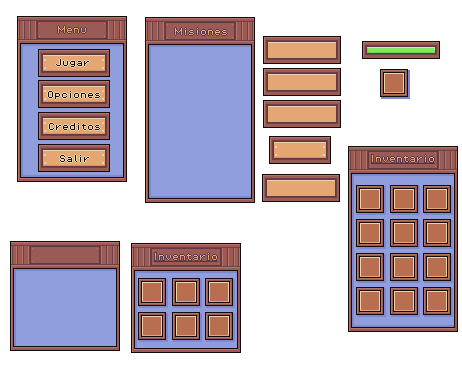 Menu
Jugar
Opciones
Creditos
Salir
Misiones
Inventario
Inventario